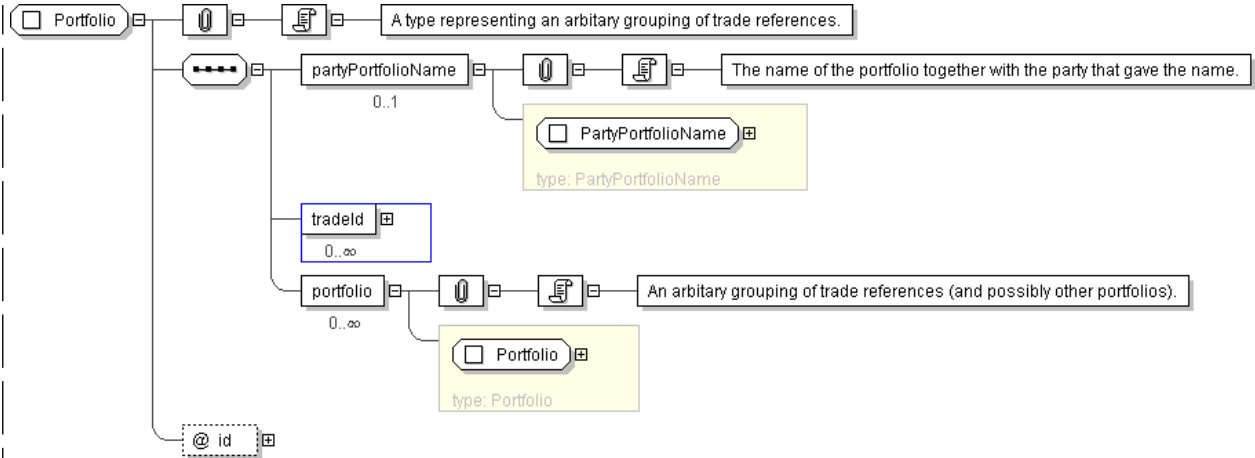 Portfolio
A type representing an arbitary grouping of trade references.
partyPortfolioName
The name of the portfolio together with the party that gave the name.
0..1
PartyPortfolioName
type: PartyPortfolioName
tradeId
0..∞
portfolio
An arbitary grouping of trade references (and possibly other portfolios).
0..∞
Portfolio
type: Portfolio
@ id